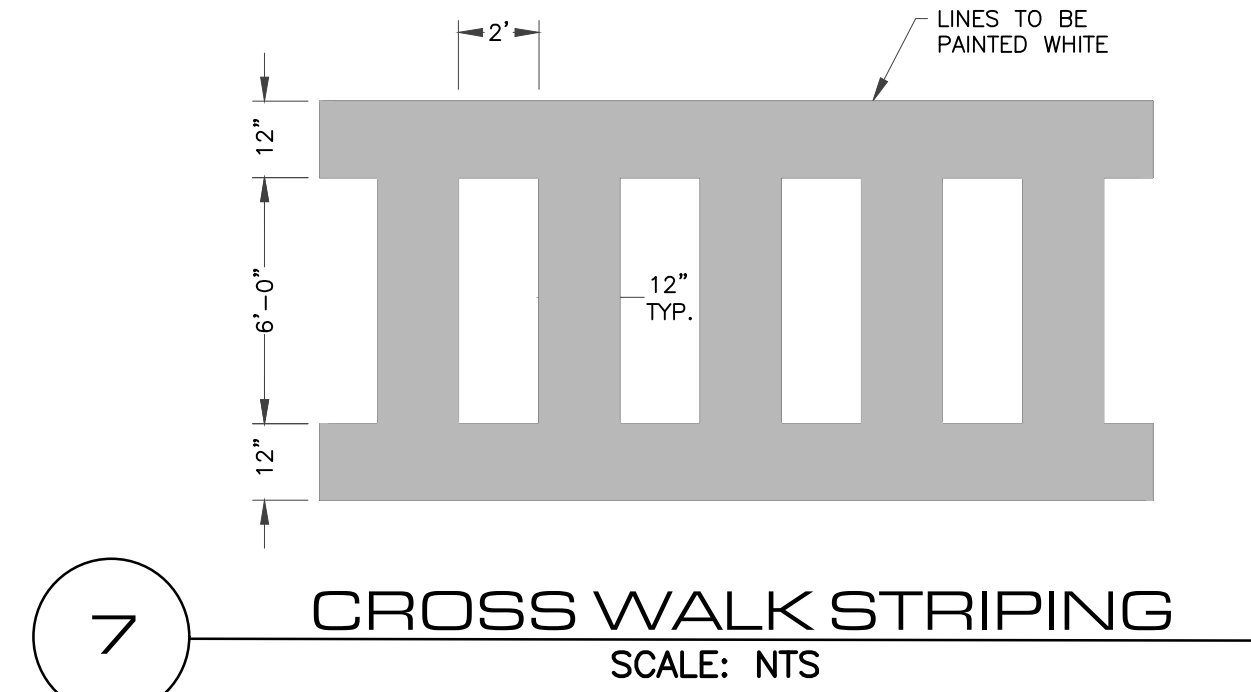 2'
LINES TO BE
PAINTED WHITE
12"
6'-0"
12"
TYP.
12"
7
CROSS WALK STRIPING
SCALE: NTS